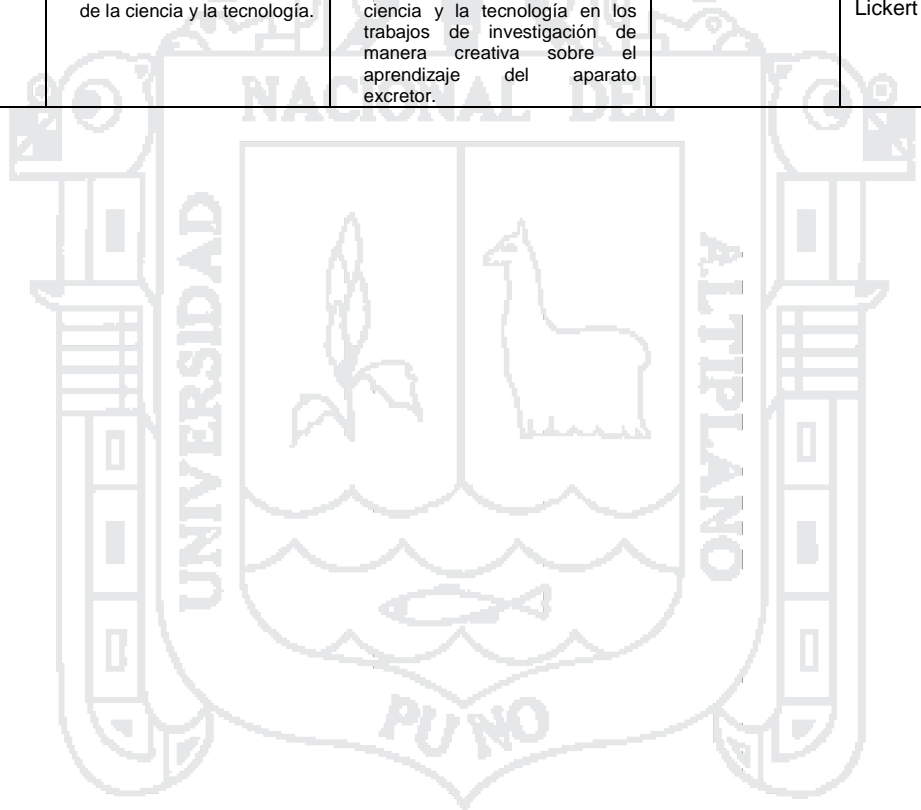 de la ciencia y la tecnología.
ciencia y la tecnología en los
trabajos de investigación de
manera creativa sobre el
aprendizaje del aparato
excretor.
Lickert
NACIONAL DEL
UNIVERSIDAD
ALTIPLANO
PUNO